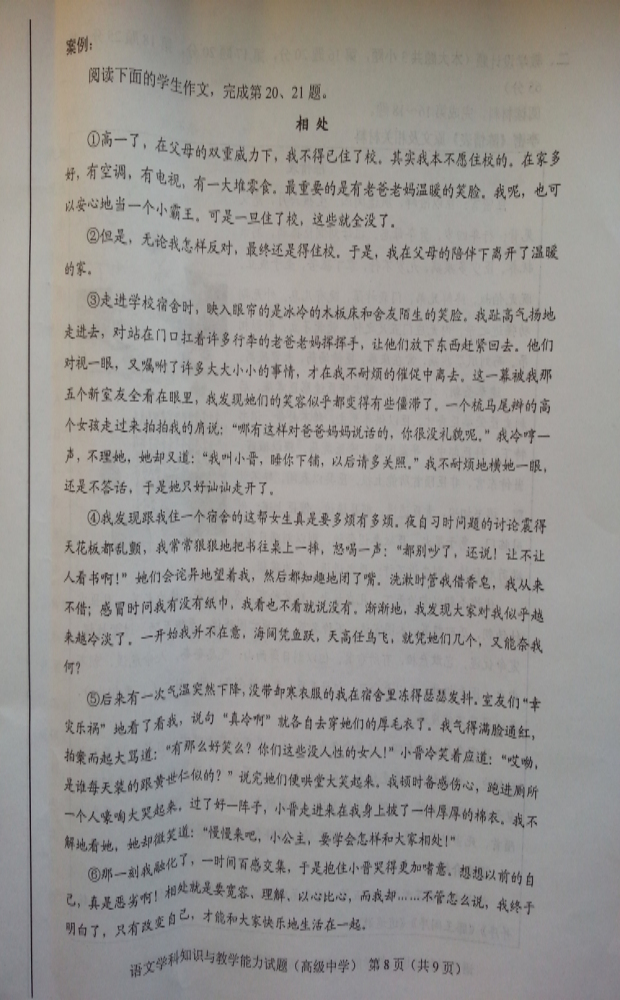 案例：
阅读下面的学生作文，完成第20、21题。
相处
①高一了，在父母的双重威力下，我不得已住了校。其实我本不愿住校的。在家多
好，有空调，有电视，有一大堆零食。最重要的是有老爸老妈温暖的笑脸。我呢，也可
以安心地当一个小霸王。可是一旦住了校，这些就全没了。
②但是，无论我怎样反对，最终还是得住校。于是，我在父母的陪伴下离开了温暖
的家。
③走进学校宿舍时，映入眼帘的是冰冷的木板床和舍友陌生的笑脸。我趾高气扬地
走进去，对站在门口扛着许多行李的老爸老妈挥挥手，让他们放下东西赶紧回去。他们
对视一眼，又嘱咐了许多大大小小的事情，才在我不耐烦的催促中离去。这一幕被我那
五个新室友全看在眼里，我发现她们的笑容似乎都变得有些僵滞了。一个梳马尾辫的高
个女孩走过来拍拍我的肩说：“哪有这样对爸爸妈妈说话的，你很没礼貌呢。”我冷哼一
声，不理她，她却又道：“我叫小晋，睡你下铺，以后请多关照。”我不耐烦地横她一眼，
还是不答话，于是她只好讪讪走开了。
④我发现跟我住一个宿舍的这帮女生真是要多烦有多烦。夜自习时问题的讨论震得
天花板都乱颤，我常常狠狠地把书往桌上一摔，怒喝一声：“都别吵了，还说！让不让
人看书啊！”她们会诧异地望着我，然后都知趣地闭了嘴。洗漱时管我借香皂，我从来
不借；感冒时问我有没有纸巾，我看也不看就说没有。渐渐地，我发现大家对我似乎越
来越冷淡了。一开始我并不在意，海阔凭鱼跃，天高任鸟飞，就凭她们几个，又能奈我
何？
⑤后来有一次气温突然下降，没带御寒衣服的我在宿舍里冻得瑟瑟发抖。室友们“幸
灾乐祸”地看了看我，说句“真冷啊”就各自去穿她们的厚毛衣了。我气得满脸通红，
拍案而起大骂道：“有那么好笑么？你们这些没人性的女人！”小晋冷笑着应道：“哎呦，
是谁每天装的跟黄世仁似的？”说完她们便哄堂大笑起来。我顿时备感伤心，跑进厕所
一个人嚎啕大哭起来。过了好一阵子，小晋走进来在我身上披了一件厚厚的棉衣。我不
解地看她，她却微笑道：“慢慢来吧，小公主，要学会怎样和大家相处！”
⑥那一刻我融化了，一时间百感交集，于是抱住小晋哭得更加嗜意。想想以前的自
己，真是恶劣啊！相处就是要宽容、理解、以心比心，而我却……不管怎么说，我终于
明白了，只有改变自己，才能和大家快乐地生活在一起。
语文学科知识与教学能力试题（高级中学） 第8页（共9页）